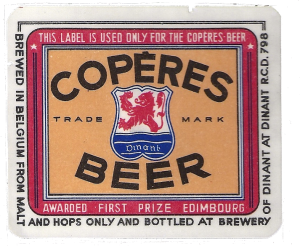 THIS LABEL IS USED ONLY FOR THE COPÈRES BEER
COPÈRES
TRADE MARK
Dinant
BEER
AWARDED FIRST PRIZE EDIMBOURG
BREWED IN BELGIUM FROM MALT
AND HOPS ONLY AND BOTTLED AT BREWERY
OF DINANT AT DINANT R.C.D. 798